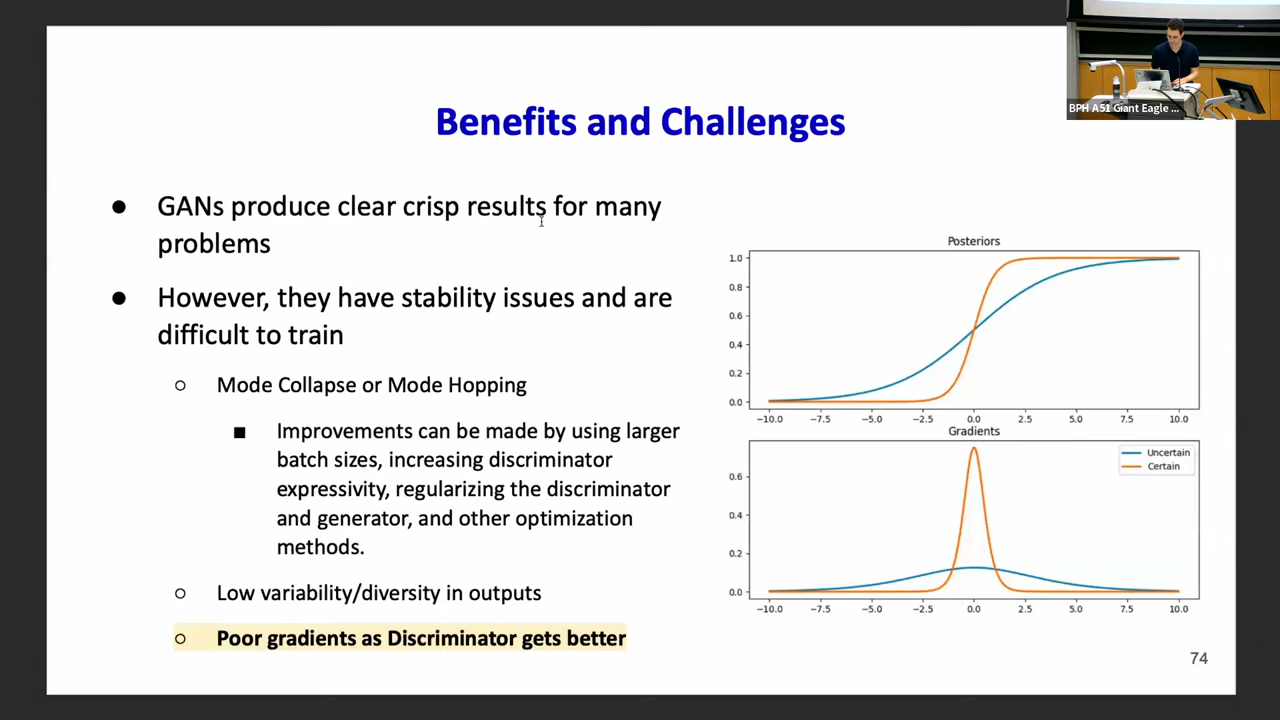 BPH A51 Giant Eagle ...
Benefits and Challenges
● GANs produce clear crisp results for many
problems
● However, they have stability issues and are
difficult to train
○ Mode Collapse or Mode Hopping
■ Improvements can be made by using larger
batch sizes, increasing discriminator
expressivity, regularizing the discriminator
and generator, and other optimization
methods.
○ Low variability/diversity in outputs
○ Poor gradients as Discriminator gets better
Posteriors
1.0
0.8
0.6
0.4
0.2
0.0
−10.0 −7.5 −5.0 −2.5 0.0 2.5 5.0 7.5 10.0
Gradients
Uncertain
Certain
0.6
0.4
0.2
0.0
−10.0 −7.5 −5.0 −2.5 0.0 2.5 5.0 7.5 10.0
74